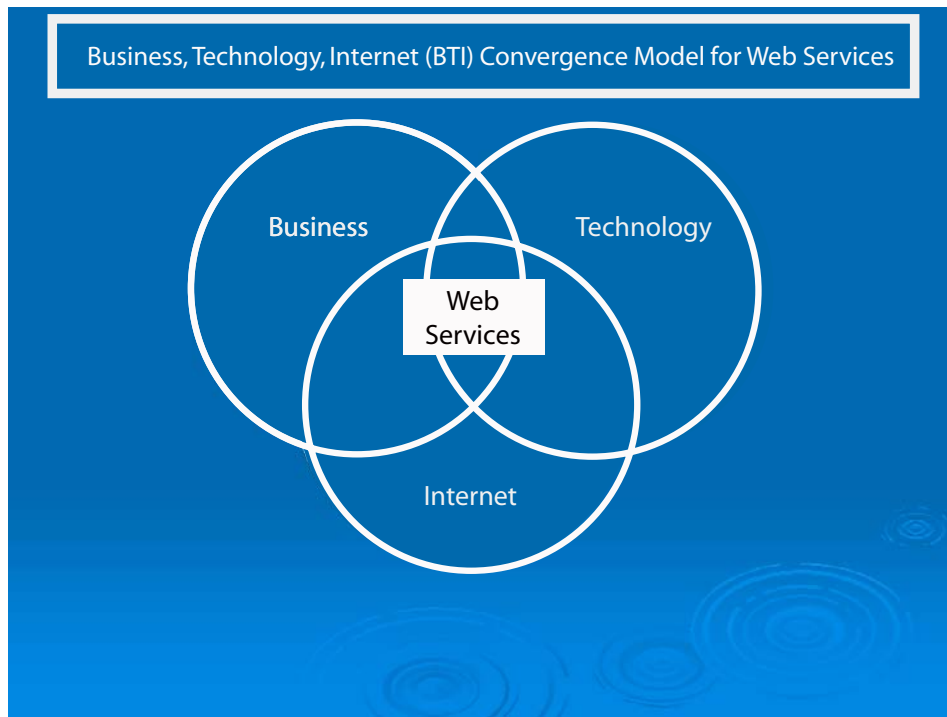 Business, Technology, Internet (BTI) Convergence Model for Web Services
Business
Technology
Web
Services
Internet